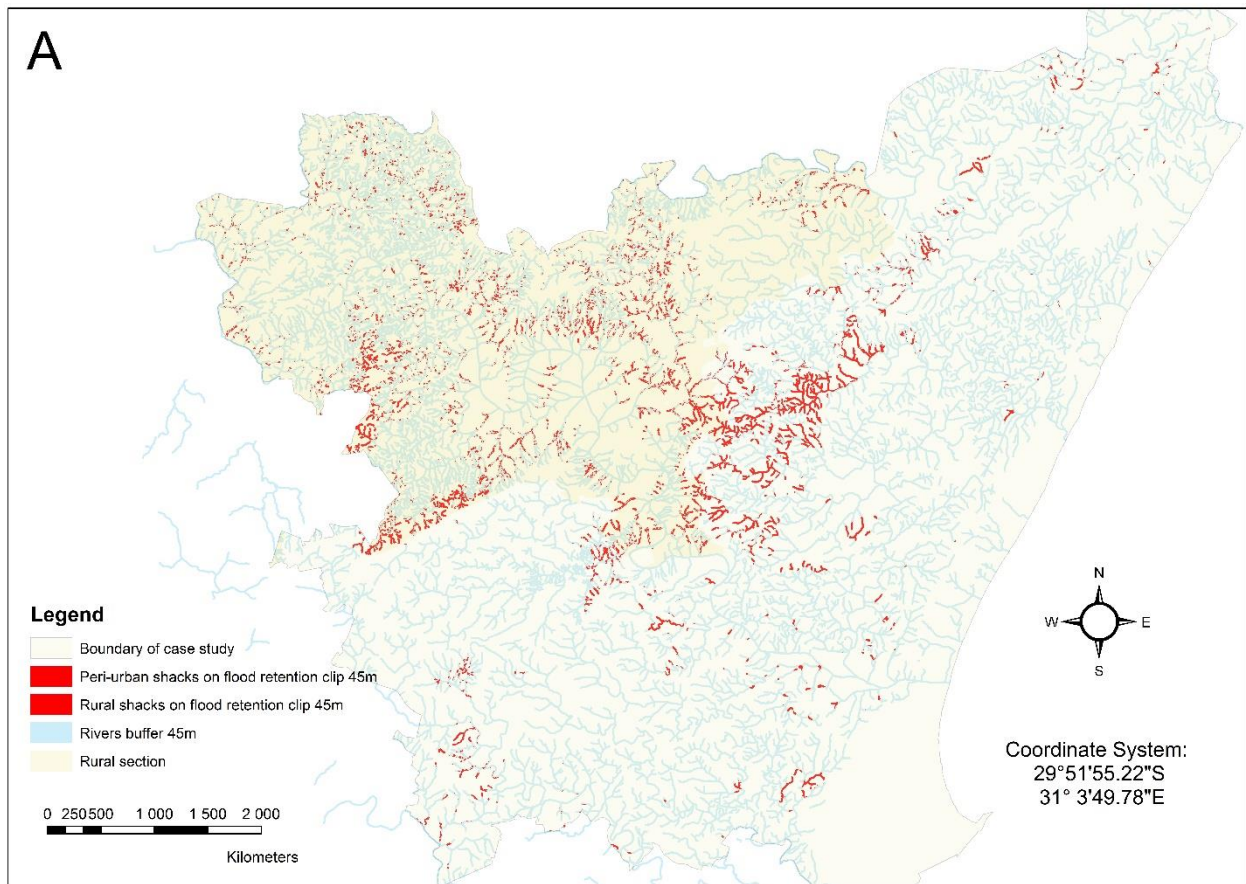 A
N
W E
S
Legend
Boundary of case study
Peri-urban shacks on flood retention clip 45m
Rural shacks on flood retention clip 45m
Rivers buffer 45m
Rural section
0 250500 1 000 1 500 2 000
Kilometers
Coordinate System:
29°51'55.22"S
31° 3'49.78"E